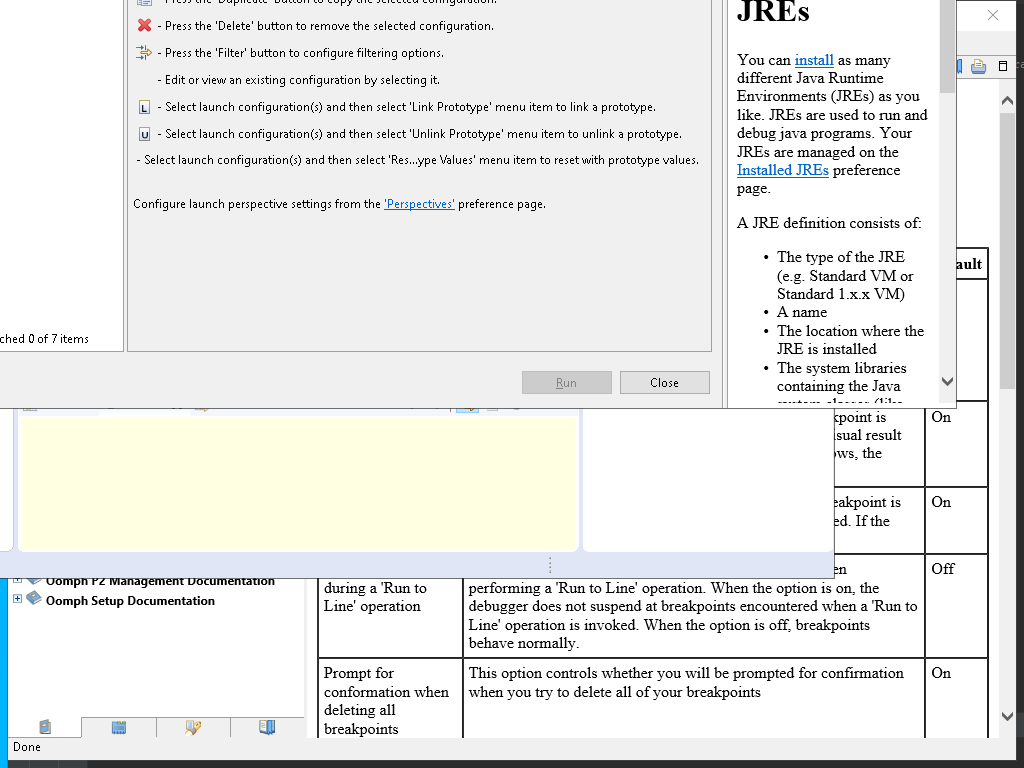 - Press the 'Duplicate' button to copy the selected configuration.
- Press the 'Delete' button to remove the selected configuration.
- Press the 'Filter' button to configure filtering options.
- Edit or view an existing configuration by selecting it.
L - Select launch configuration(s) and then select 'Link Prototype' menu item to link a prototype.
U - Select launch configuration(s) and then select 'Unlink Prototype' menu item to unlink a prototype.
- Select launch configuration(s) and then select 'Res...ype Values' menu item to reset with prototype values.
Configure launch perspective settings from the 'Perspectives' preference page.
ched 0 of 7 items
Run
Close
JREs
You can install as many
different Java Runtime
Environments (JREs) as you
like. JREs are used to run and
debug java programs. Your
JREs are managed on the
Installed JREs preference
page.
A JRE definition consists of:
• The type of the JRE
(e.g. Standard VM or
Standard 1.x.x VM)
• A name
• The location where the
JRE is installed
• The system libraries
containing the Java
ault
kpoint is
On
isual result
ows, the
eakpoint is
On
ed. If the
en
Off
Oomph P2 Management Documentation
Oomph Setup Documentation
during a 'Run to
Line' operation
performing a 'Run to Line' operation. When the option is on, the
debugger does not suspend at breakpoints encountered when a 'Run to
Line' operation is invoked. When the option is off, breakpoints
behave normally.
Prompt for
conformation when
deleting all
breakpoints
This option controls whether you will be prompted for confirmation
when you try to delete all of your breakpoints
On
Done